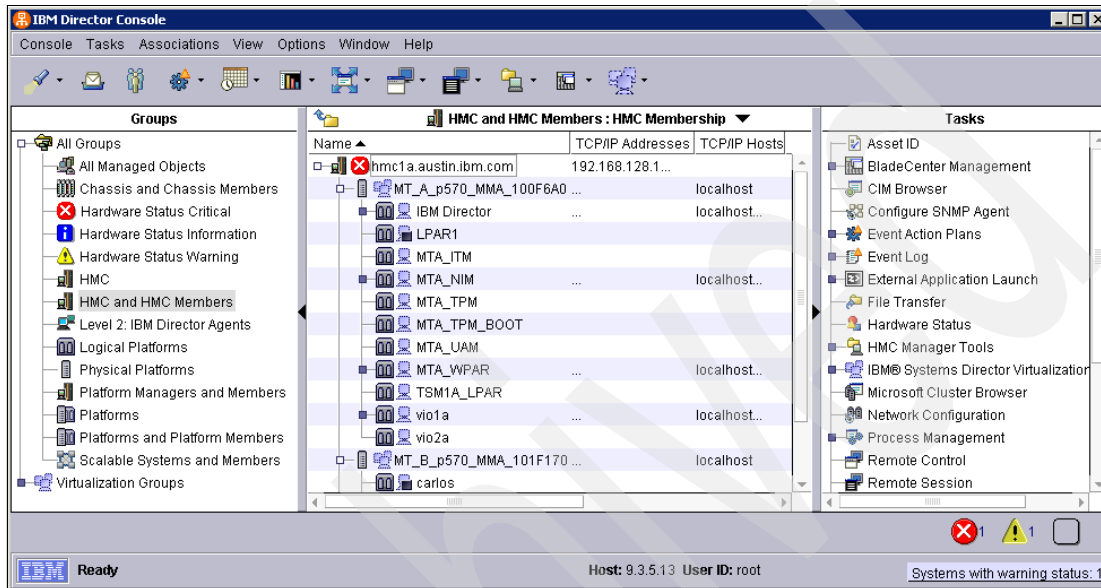 IBM Director Console
Console Tasks Associations View Options Window Help
Groups
All Groups
All Managed Objects
Chassis and Chassis Members
Hardware Status Critical
Hardware Status Information
Hardware Status Warning
HMC
HMC and HMC Members
Level 2: IBM Director Agents
Logical Platforms
Physical Platforms
Platform Managers and Members
Platforms
Platforms and Platform Members
Scalable Systems and Members
Virtualization Groups
HMC and HMC Members : HMC Membership
Name TCP/IP Addresses TCP/IP Hosts
hmc1a.austin.ibm.com 192.168.128.1...
MT_A_p570_MMA_100F6A0 ... localhost
IBM Director ... localhost...
LPAR1
MTA_ITM
MTA_NIM ... localhost...
MTA_TPM
MTA_TPM_BOOT
MTA_UAM
MTA_WPAR ... localhost...
TSM1A_LPAR
vio1a ... localhost...
vio2a
MT_B_p570_MMA_101F170 ... localhost
carlos
Tasks
Asset ID
BladeCenter Management
CIM Browser
Configure SNMP Agent
Event Action Plans
Event Log
External Application Launch
File Transfer
Hardware Status
HMC Manager Tools
IBM® Systems Director Virtualization
Microsoft Cluster Browser
Network Configuration
Process Management
Remote Control
Remote Session
1 1
IBM Ready Host: 9.3.5.13 User ID: root Systems with warning status: 1